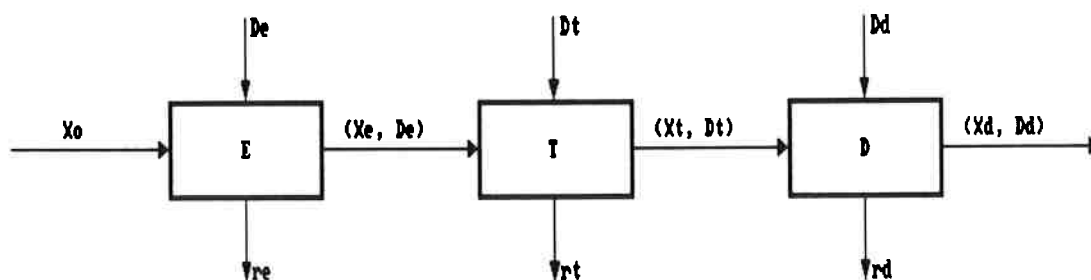 De Dt Dd
Xo E (Xe, De) T (Xt, Dt) D (Xd, Dd)
re rt rd